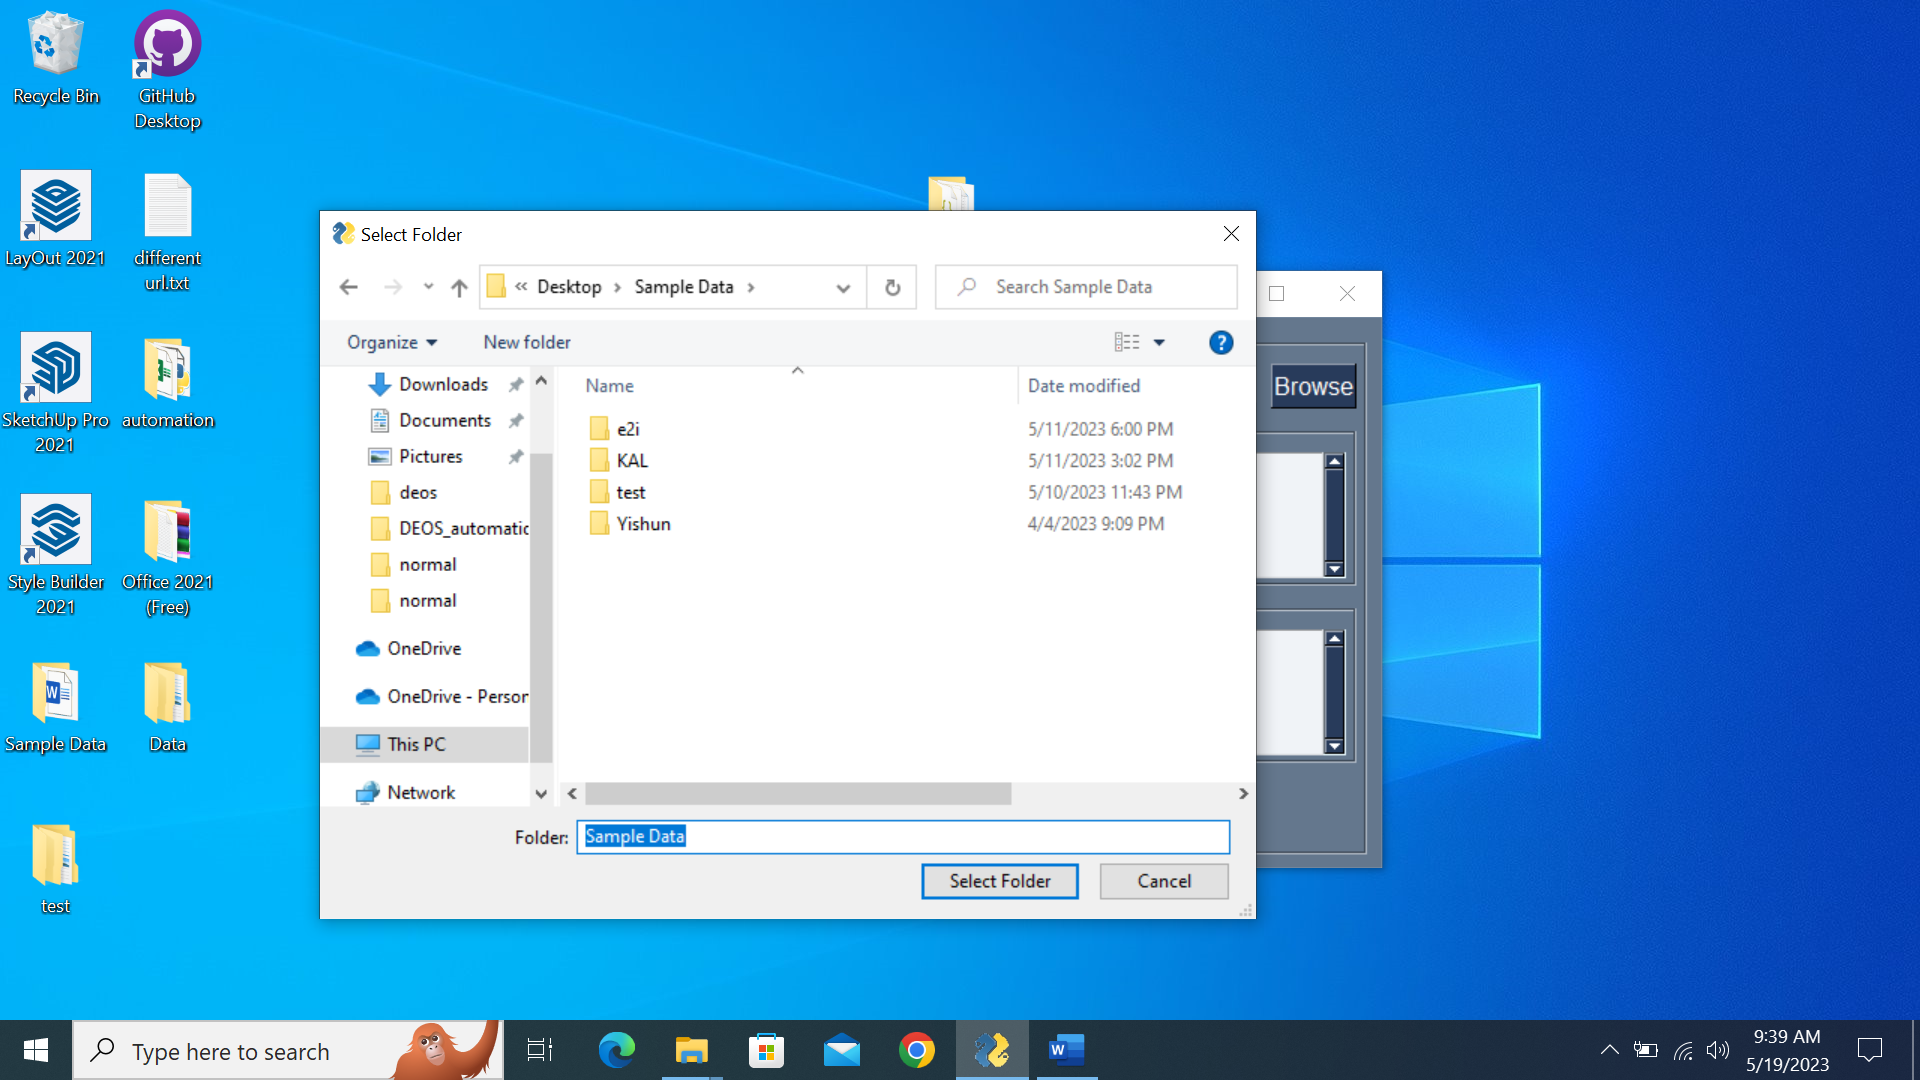 Recycle Bin
GitHub
Desktop
LayOut 2021
different
url.txt
SketchUp Pro
2021
automation
Style Builder
2021
Office 2021
(Free)
Sample Data
Data
test
Select Folder
« Desktop › Sample Data ›
Search Sample Data
Organize
New folder
?
Downloads
Documents
Pictures
deos
DEOS_automatic
normal
normal
OneDrive
OneDrive - Person
This PC
Network
Name Date modified
e2i 5/11/2023 6:00 PM
KAL 5/11/2023 3:02 PM
test 5/10/2023 11:43 PM
Yishun 4/4/2023 9:09 PM
Folder: Sample Data
Select Folder Cancel
Browse
Type here to search
9:39 AM
5/19/2023